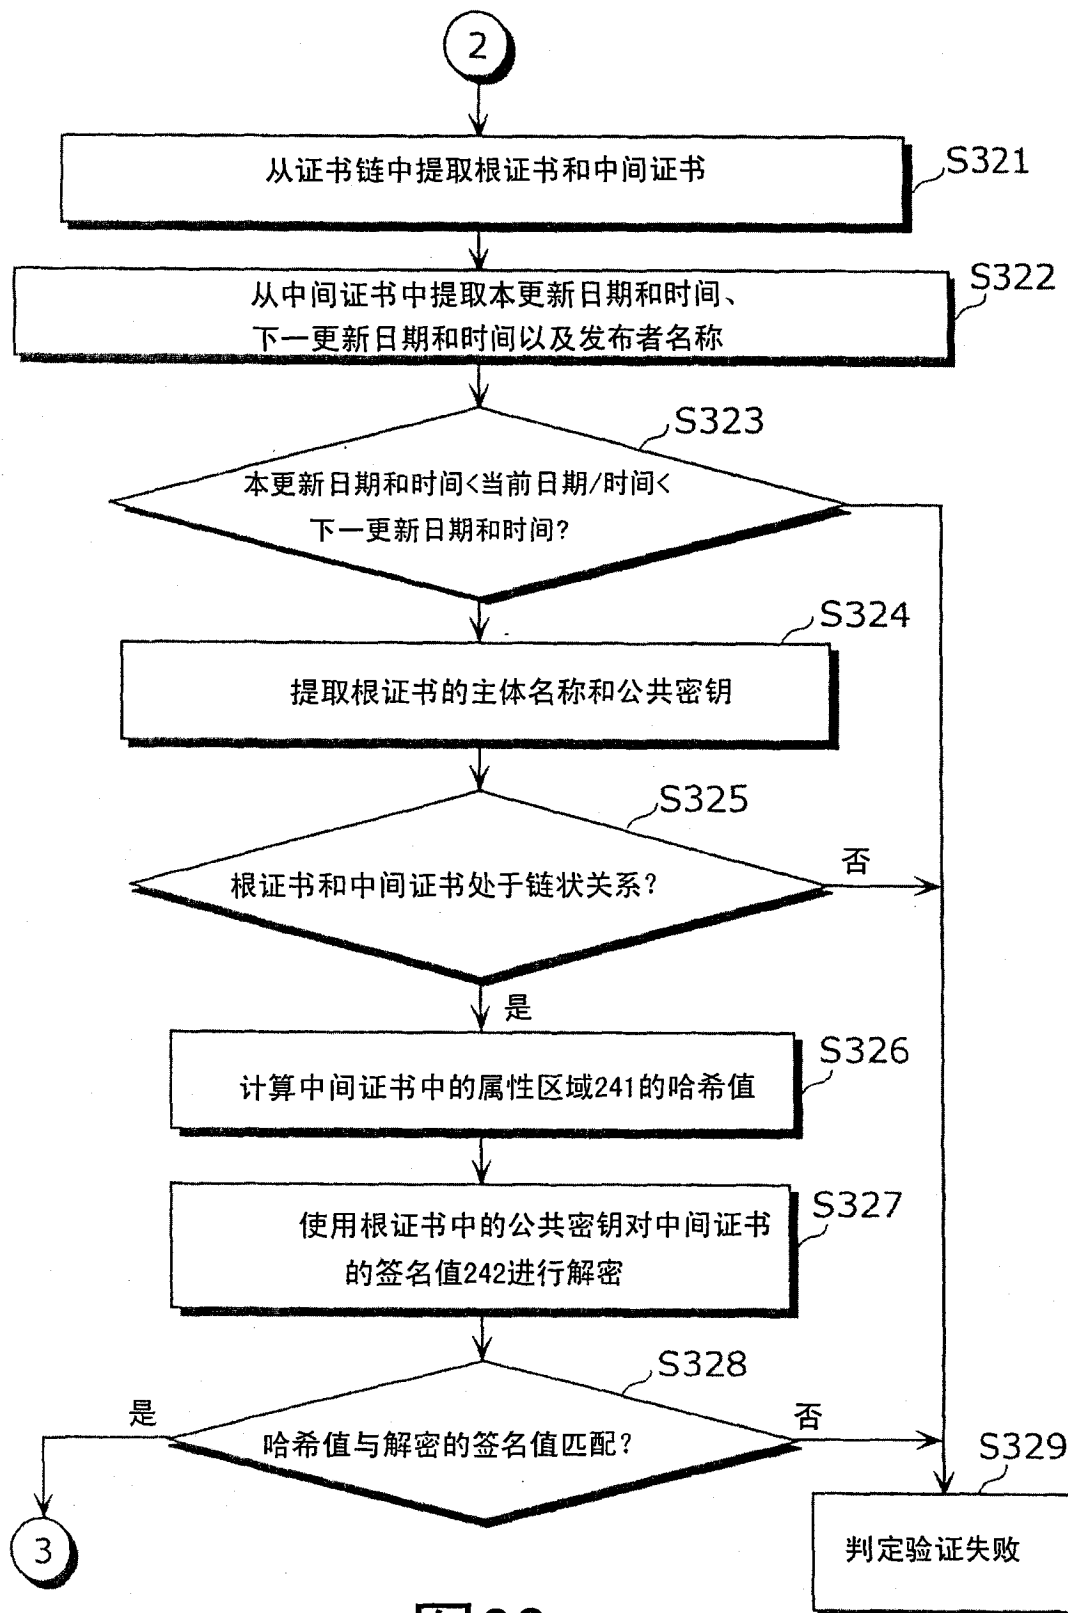 2
从证书链中提取根证书和中间证书
S321
从中间证书中提取本更新日期和时间、
下一更新日期和时间以及发布者名称
S322
S323
本更新日期和时间<当前日期/时间<
下一更新日期和时间?
S324
提取根证书的主体名称和公共密钥
S325
根证书和中间证书处于链状关系?
否
是
S326
计算中间证书中的属性区域241的哈希值
S327
使用根证书中的公共密钥对中间证书
的签名值242进行解密
S328
是
否
哈希值与解密的签名值匹配?
S329
3
判定验证失败